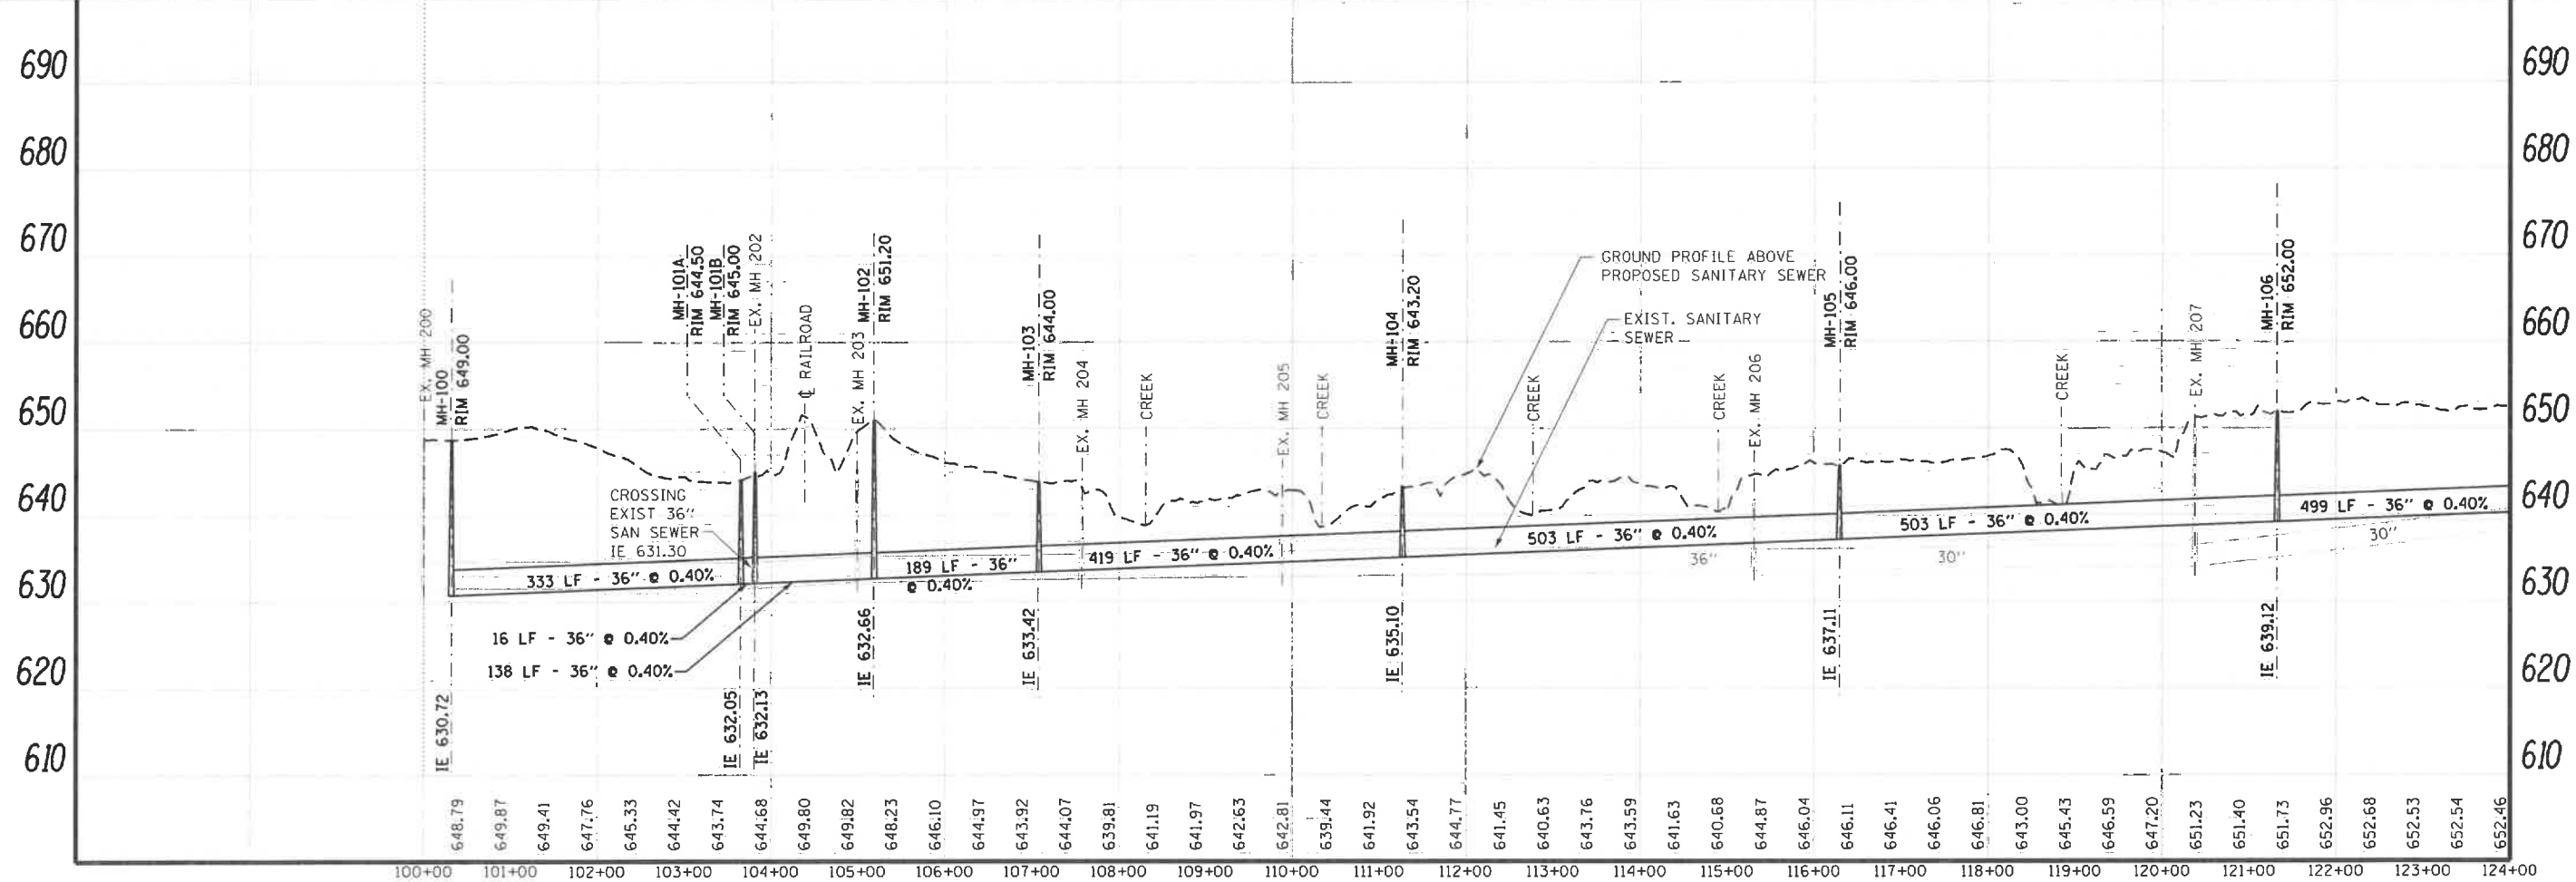 690
690
680
680
670
670
660
660
650
650
640
640
630
630
620
620
610
610
EX. MH 200
MH-100
RIM 649.00
MH-101A
RIM 644.50
MH-101B
RIM 645.00
EX. MH 202
℄ RAILROAD
EX. MH 203
MH-102
RIM 651.20
MH-103
RIM 644.00
EX. MH 204
CREEK
EX. MH 205
CREEK
MH-104
RIM 643.20
CREEK
GROUND PROFILE ABOVE
PROPOSED SANITARY SEWER
EXIST. SANITARY
SEWER
CREEK
EX. MH 206
MH-105
RIM 646.00
CREEK
EX. MH 207
MH-106
RIM 652.00
CROSSING
EXIST 36"
SAN SEWER
IE 631.30
333 LF - 36" @ 0.40%
189 LF - 36"
@ 0.40%
419 LF - 36" @ 0.40%
503 LF - 36" @ 0.40%
36"
503 LF - 36" @ 0.40%
30"
499 LF - 36" @ 0.40%
30"
16 LF - 36" @ 0.40%
138 LF - 36" @ 0.40%
IE 630.72
IE 632.05
IE 632.13
IE 632.66
IE 633.42
IE 635.10
IE 637.11
IE 639.12
648.79
649.87
649.41
647.76
645.33
644.42
643.74
644.68
649.80
649.82
648.23
646.10
644.97
643.92
644.07
639.81
641.19
641.97
642.63
642.81
639.44
641.92
643.54
644.77
641.45
640.63
643.76
643.59
641.63
640.68
644.87
646.04
646.11
646.41
646.06
646.81
643.00
645.43
646.59
647.20
651.23
651.40
651.73
652.96
652.68
652.53
652.54
652.46
100+00 101+00 102+00 103+00 104+00 105+00 106+00 107+00 108+00 109+00 110+00 111+00 112+00 113+00 114+00 115+00 116+00 117+00 118+00 119+00 120+00 121+00 122+00 123+00 124+00